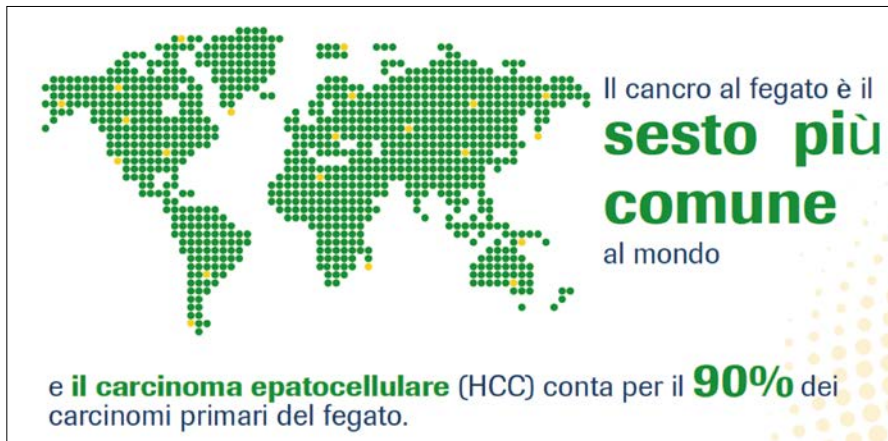 Il cancro al fegato è il
sesto più
comune
al mondo
e il carcinoma epatocellulare (HCC) conta per il 90% dei
carcinomi primari del fegato.